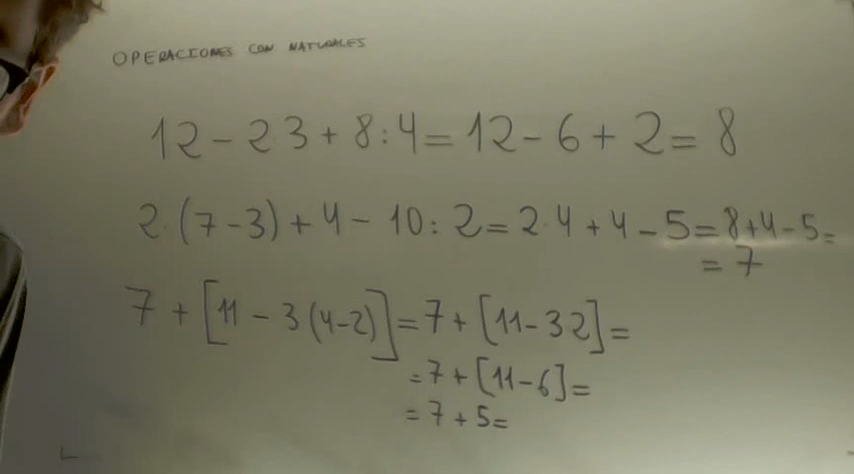 OPERACIONES CON NATURALES
12 - 2 3 + 8 : 4 = 12 - 6 + 2 = 8
2 · (7 - 3) + 4 - 10 : 2 = 2 · 4 + 4 - 5 = 8 + 4 - 5 =
= 7
7 + [11 - 3 (4 - 2)] = 7 + [11 - 3 2] =
= 7 + [11 - 6] =
= 7 + 5 =